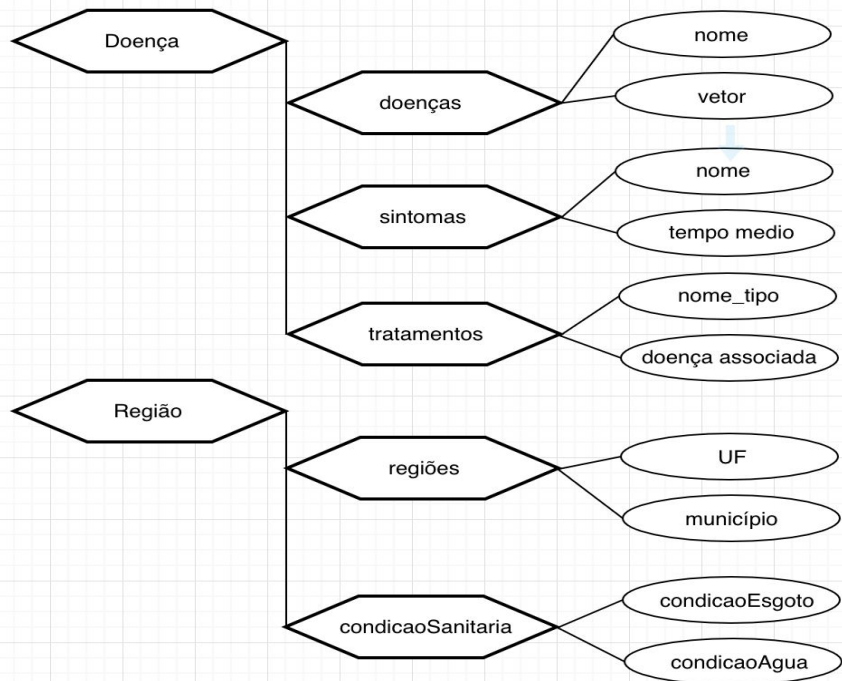 Doença
doenças
nome
vetor
sintomas
nome
tempo medio
tratamentos
nome_tipo
doença associada
Região
regiões
UF
município
condicaoSanitaria
condicaoEsgoto
condicaoAgua